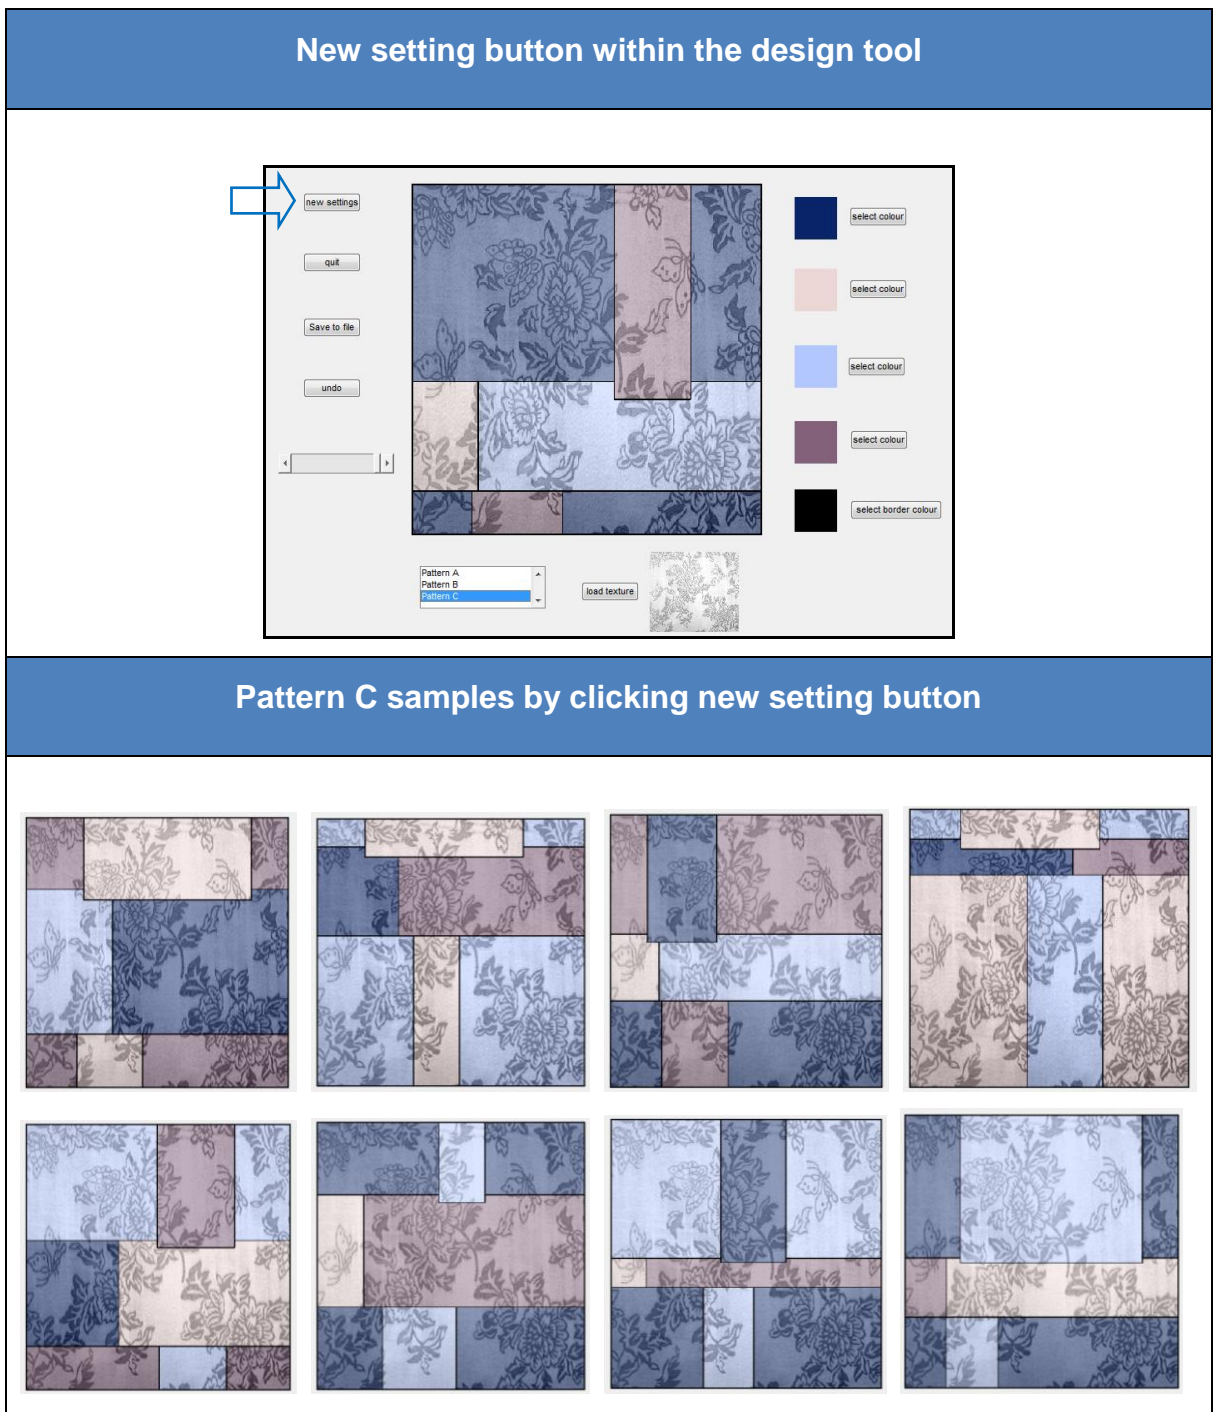 New setting button within the design tool
new settings
select colour
quit
select colour
Save to file
select colour
undo
select colour
select border colour
Pattern A
Pattern B
Pattern C
load texture
Pattern C samples by clicking new setting button